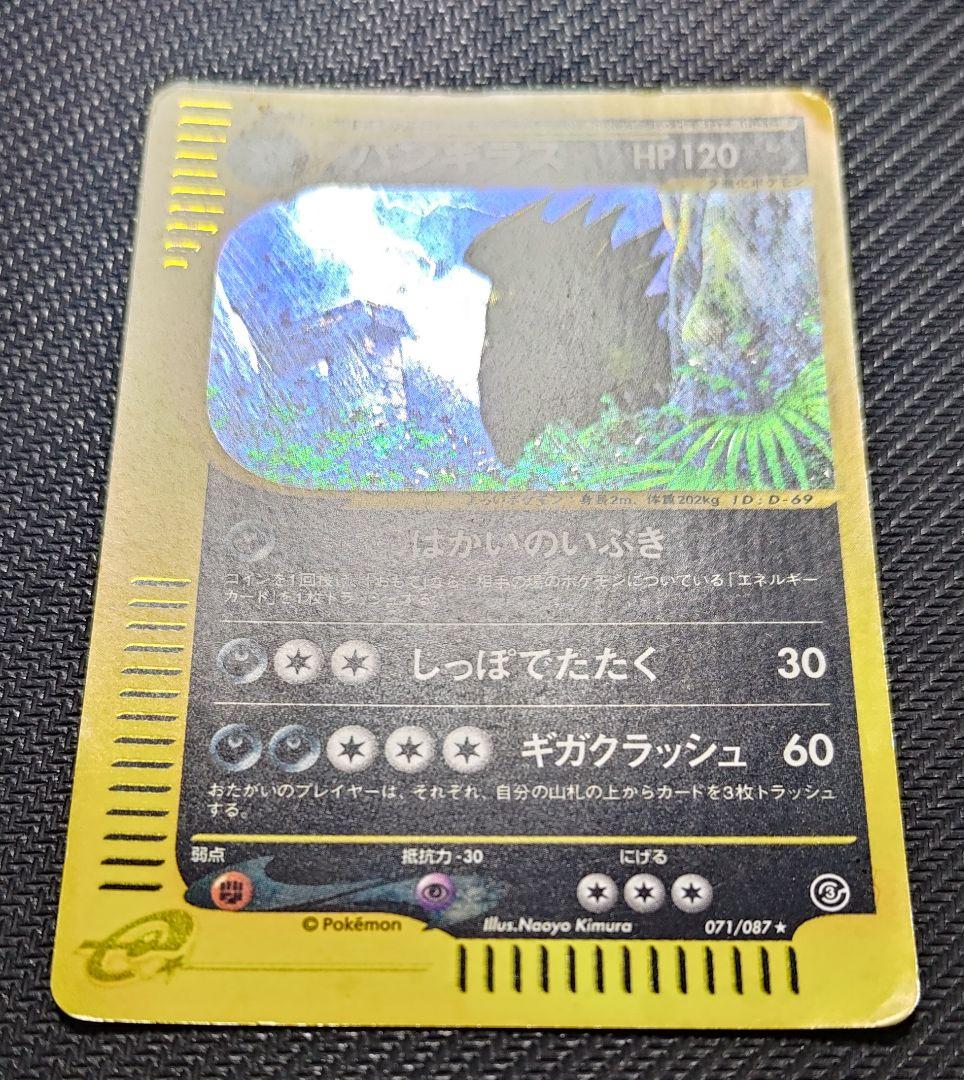 バンギラス HP120
身長2m、体重202kg ID:D-69
はかいのいぶき
コインを1回投げ「おもて」なら、相手の場のポケモンについている「エネルギー
カード」を1枚トラッシュする。
しっぽでたたく 30
ギガクラッシュ 60
おたがいのプレイヤーは、それぞれ、自分の山札の上からカードを3枚トラッシュ
する。
弱点 抵抗力-30 にげる
3
© Pokémon Illus.Naoyo Kimura 071/087★
e